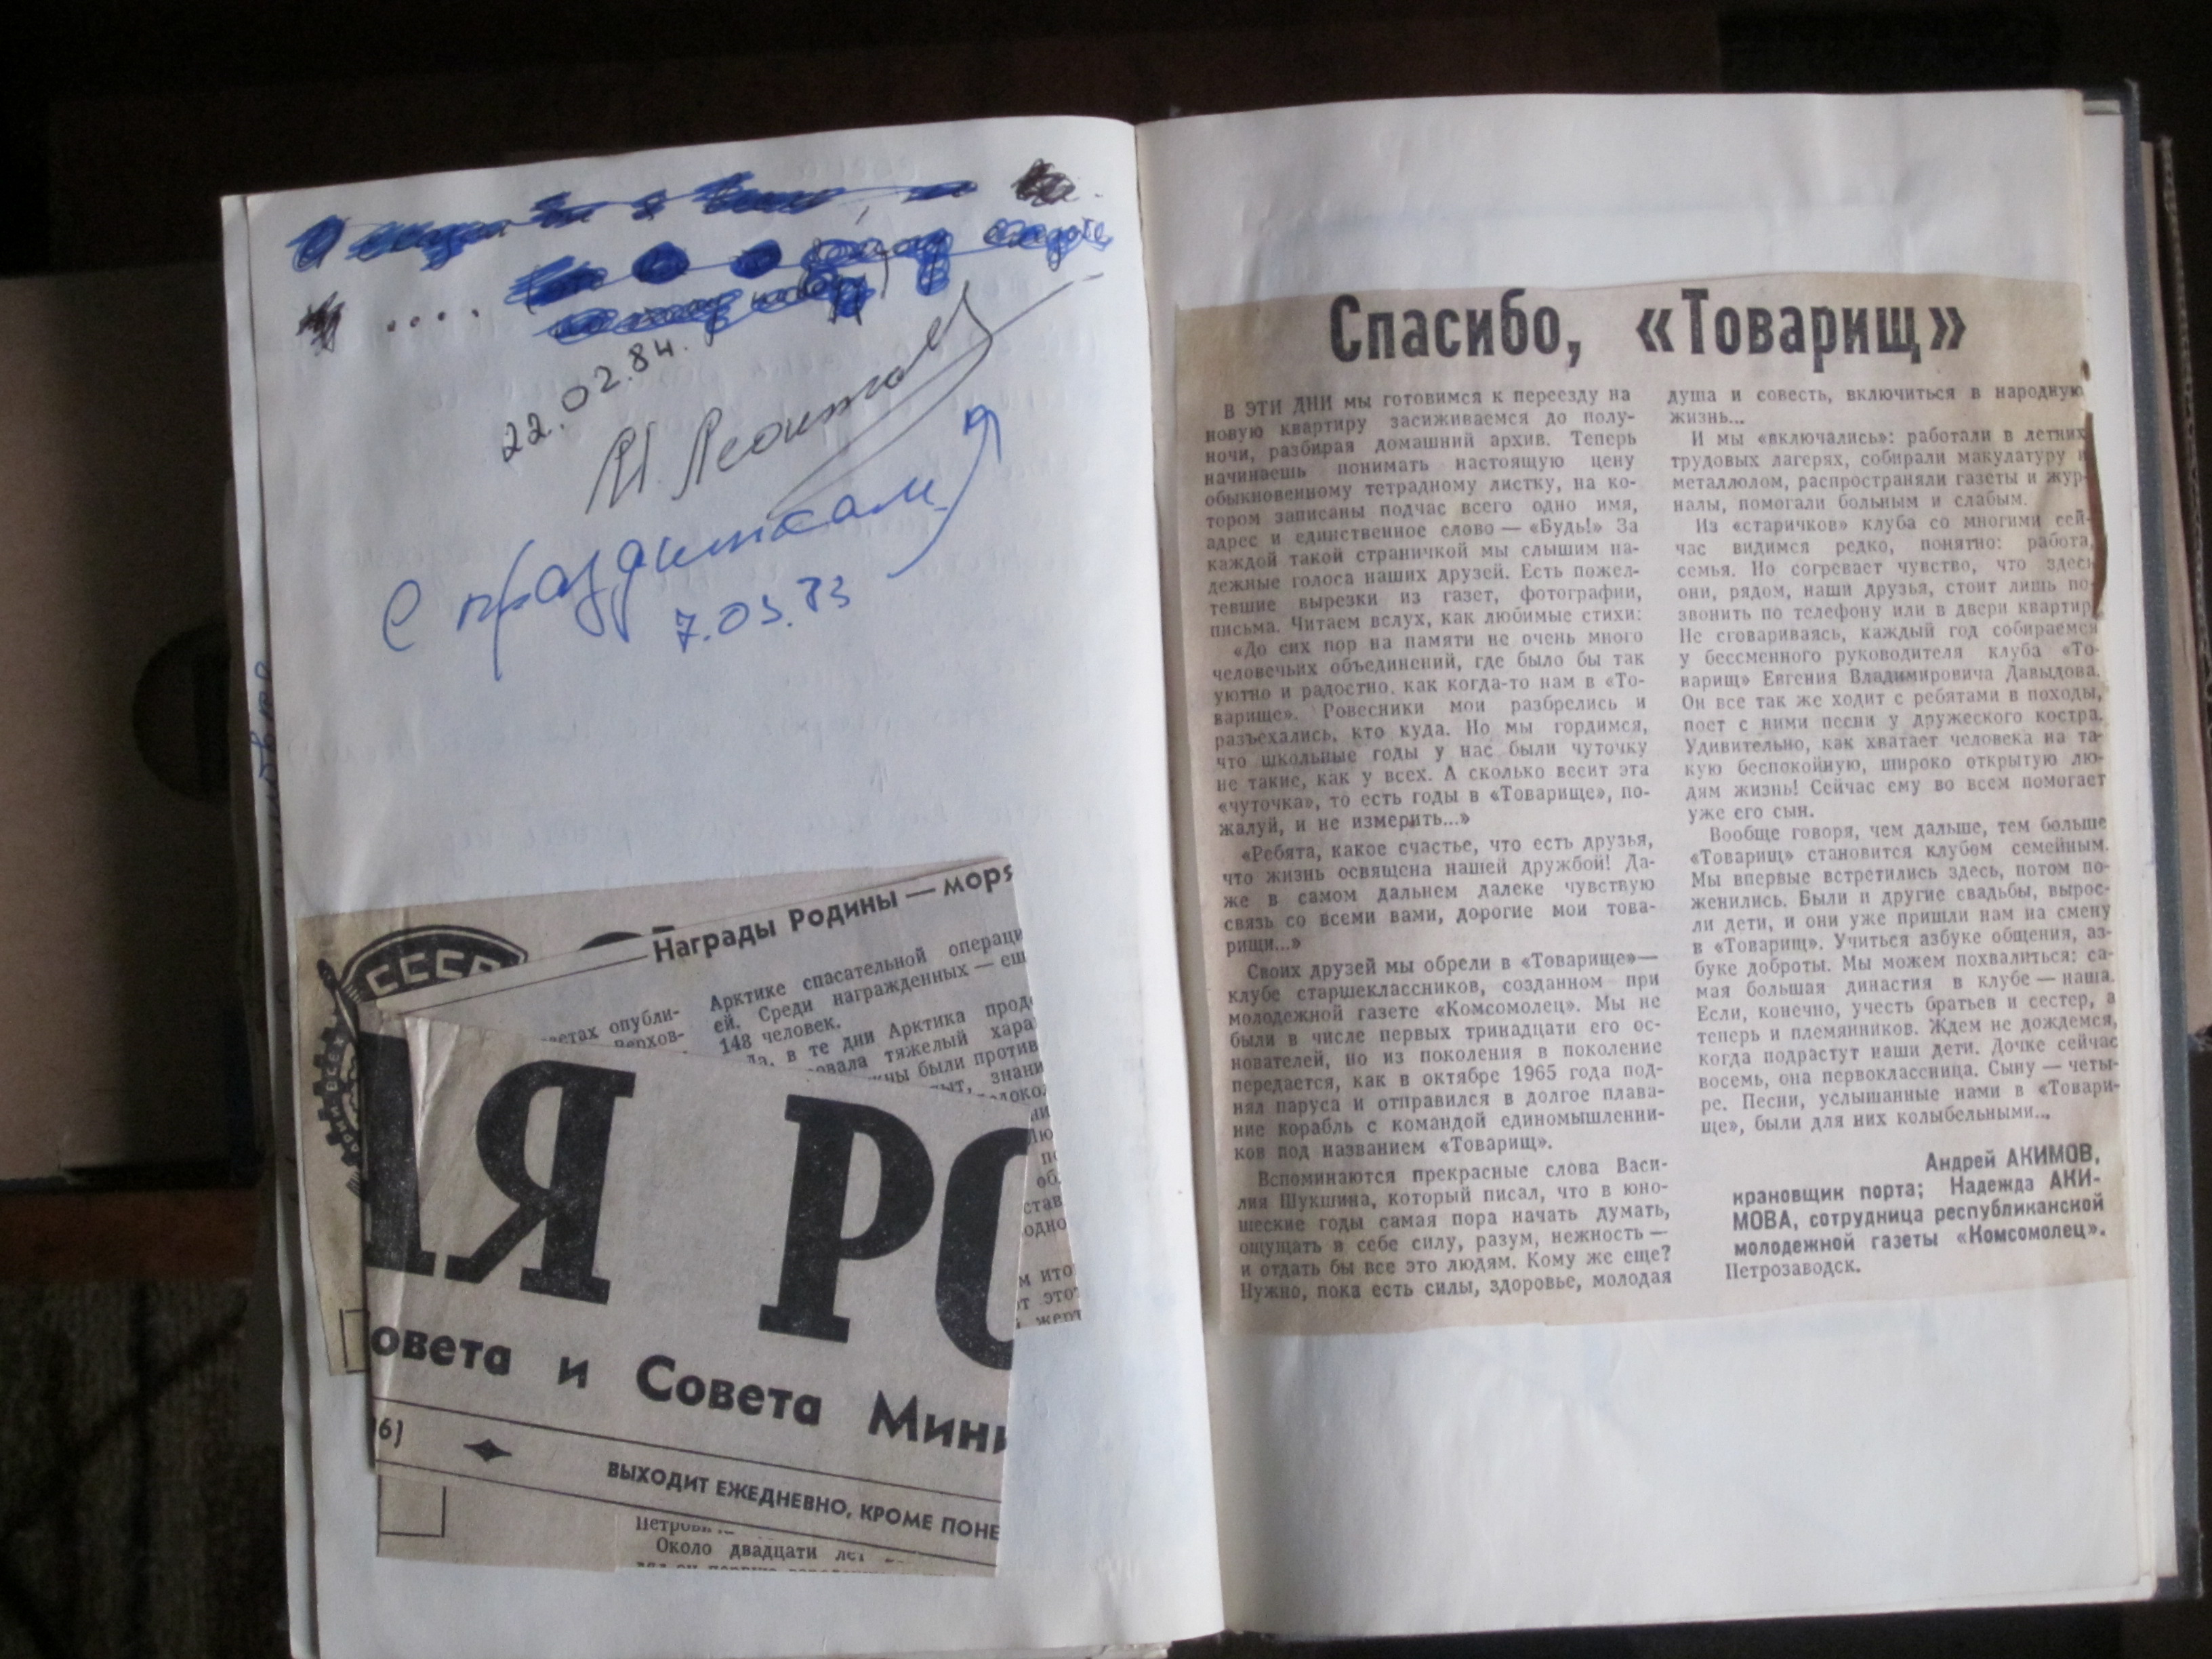 22.02.84.
С праздником
7.03.83
Награды Родины — моря
Арктике спасательной операци
ей. Среди награжденных — ещ
148 человек.
в те дни Арктика прод
тяжелый хара
были против
знани
СССР
ВСЕХ
АЯ РО
овета и Совета Мини
6)
ВЫХОДИТ ЕЖЕДНЕВНО, КРОМЕ ПОНЕ
Около двадцати лет
Спасибо, «Товарищ»
В ЭТИ ДНИ мы готовимся к переезду на
новую квартиру засиживаемся до полу-
ночи, разбирая домашний архив. Теперь
начинаешь понимать настоящую цену
обыкновенному тетрадному листку, на ко-
тором записаны подчас всего одно имя,
адрес и единственное слово — «Будь!» За
каждой такой страничкой мы слышим на-
дежные голоса наших друзей. Есть пожел-
тевшие вырезки из газет, фотографии,
письма. Читаем вслух, как любимые стихи:
«До сих пор на памяти не очень много
человечьих объединений, где было бы так
уютно и радостно, как когда-то нам в «То-
варище». Ровесники мои разбрелись и
разъехались, кто куда. Но мы гордимся,
что школьные годы у нас были чуточку
не такие, как у всех. А сколько весит эта
«чуточка», то есть годы в «Товарище», по-
жалуй, и не измерить...»
«Ребята, какое счастье, что есть друзья,
что жизнь освящена нашей дружбой! Да-
же в самом дальнем далеке чувствую
связь со всеми вами, дорогие мои това-
рищи...»
Своих друзей мы обрели в «Товарище»—
клубе старшеклассников, созданном при
молодежной газете «Комсомолец». Мы не
были в числе первых тринадцати его ос-
нователей, но из поколения в поколение
передается, как в октябре 1965 года под-
нял паруса и отправился в долгое плава-
ние корабль с командой единомышленни-
ков под названием «Товарищ».
Вспоминаются прекрасные слова Васи-
лия Шукшина, который писал, что в юно-
шеские годы самая пора начать думать,
ощущать в себе силу, разум, нежность —
и отдать бы все это людям. Кому же еще?
Нужно, пока есть силы, здоровье, молодая
душа и совесть, включиться в народную
жизнь...
И мы «включались»: работали в летних
трудовых лагерях, собирали макулатуру и
металлолом, распространяли газеты и жур-
налы, помогали больным и слабым.
Из «старичков» клуба со многими сей-
час видимся редко, понятно: работа,
семья. Но согревает чувство, что здесь
они, рядом, наши друзья, стоит лишь по-
звонить по телефону или в двери квартир.
Не сговариваясь, каждый год собираемся
у бессменного руководителя клуба «То-
варищ» Евгения Владимировича Давыдова.
Он все так же ходит с ребятами в походы,
поет с ними песни у дружеского костра.
Удивительно, как хватает человека на та-
кую беспокойную, широко открытую лю-
дям жизнь! Сейчас ему во всем помогает
уже его сын.
Вообще говоря, чем дальше, тем больше
«Товарищ» становится клубом семейным.
Мы впервые встретились здесь, потом по-
женились. Были и другие свадьбы, вырос-
ли дети, и они уже пришли нам на смену
в «Товарищ». Учиться азбуке общения, аз-
буке доброты. Мы можем похвалиться: са-
мая большая династия в клубе — наша.
Если, конечно, учесть братьев и сестер, а
теперь и племянников. Ждем не дождемся,
когда подрастут наши дети. Дочке сейчас
восемь, она первоклассница. Сыну — четы-
ре. Песни, услышанные нами в «Товари-
ще», были для них колыбельными...
Андрей АКИМОВ,
крановщик порта; Надежда АКИ-
МОВА, сотрудница республиканской
молодежной газеты «Комсомолец».
Петрозаводск.